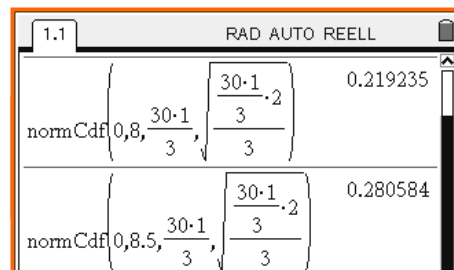 1.1 RAD AUTO REELL
normCdf(0,8,30·1/3,√(30·1/3·2/3)) 0.219235
normCdf(0,8.5,30·1/3,√(30·1/3·2/3)) 0.280584